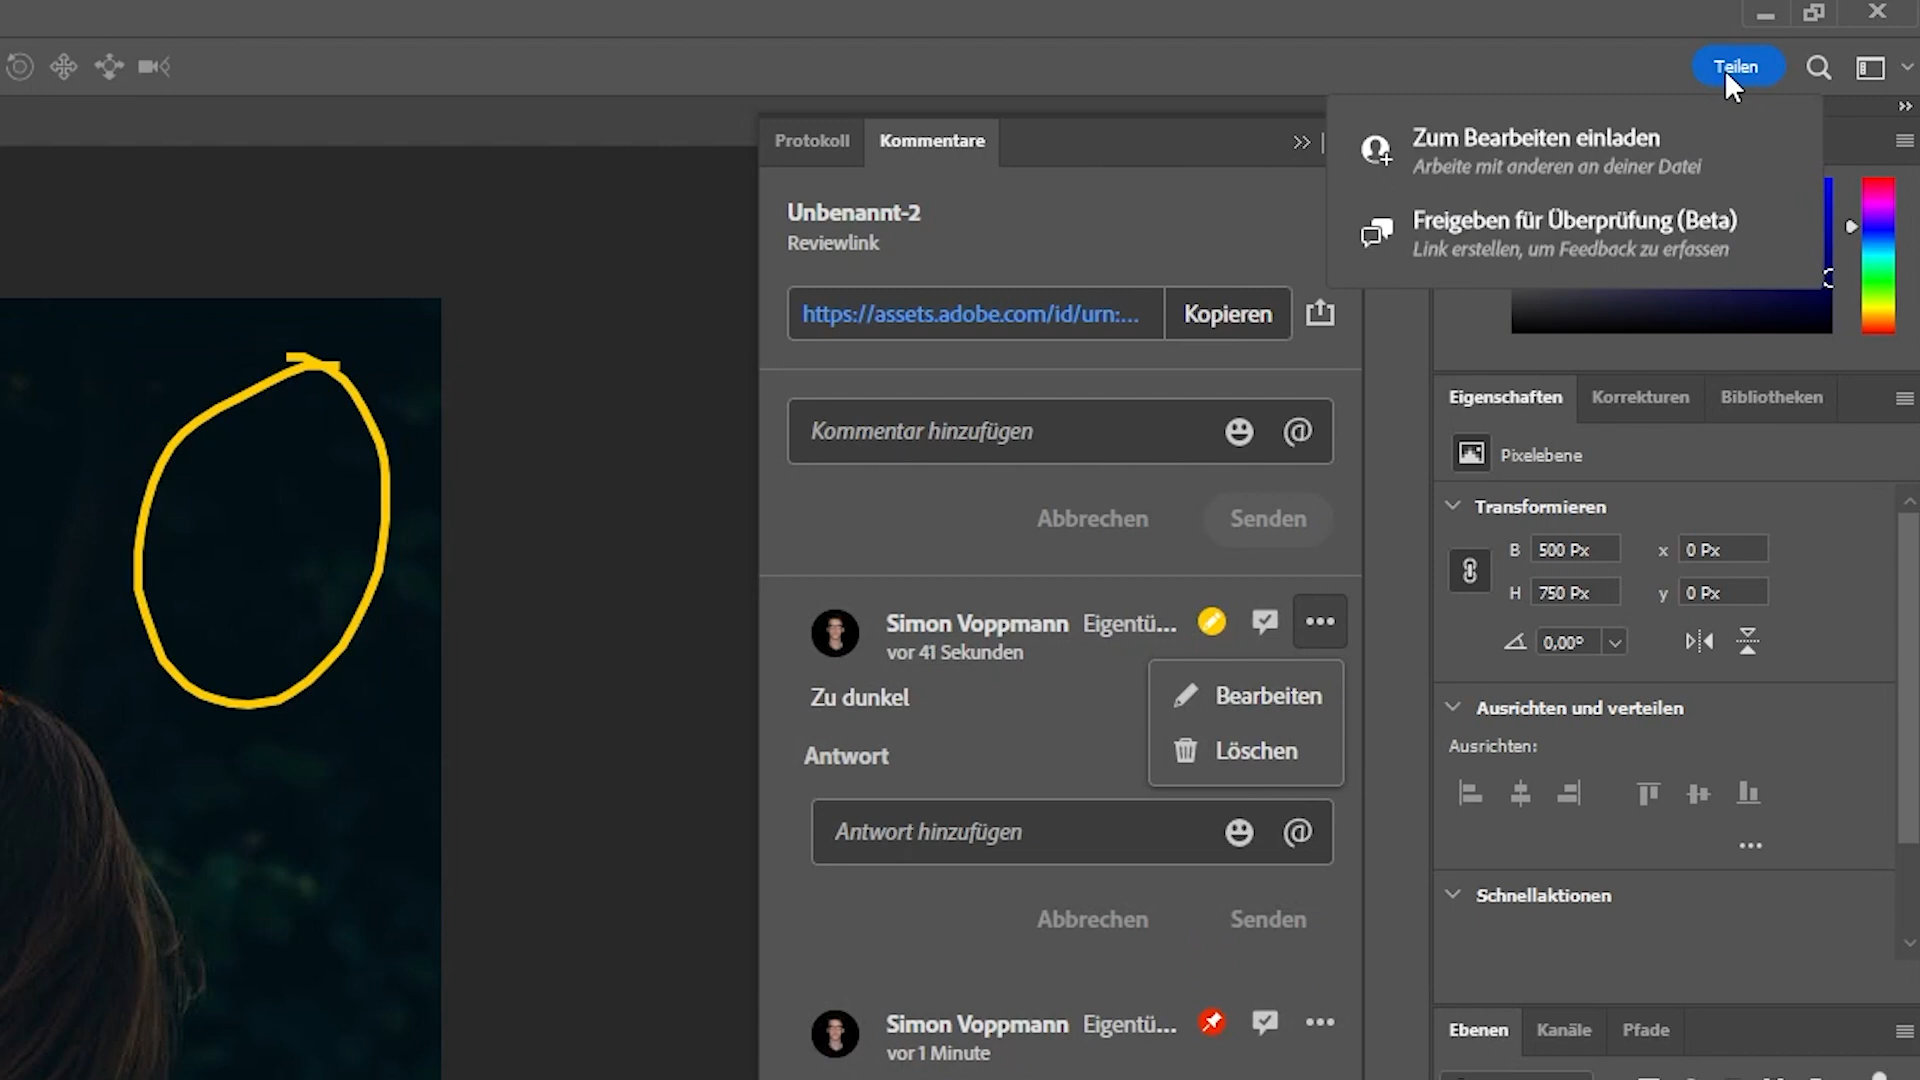 Teilen
Zum Bearbeiten einladen
Arbeite mit anderen an deiner Datei
Freigeben für Überprüfung (Beta)
Link erstellen, um Feedback zu erfassen
Protokoll
Kommentare
Unbenannt-2
Reviewlink
https://assets.adobe.com/id/urn:...
Kopieren
Kommentar hinzufügen
@
Abbrechen
Senden
Simon Voppmann Eigentü...
vor 41 Sekunden
Zu dunkel
Bearbeiten
Löschen
Antwort
Antwort hinzufügen
@
Abbrechen
Senden
Simon Voppmann Eigentü...
vor 1 Minute
Eigenschaften
Korrekturen
Bibliotheken
Pixelebene
Transformieren
B 500 Px x 0 Px
H 750 Px y 0 Px
0,00°
Ausrichten und verteilen
Ausrichten:
Schnellaktionen
Ebenen
Kanäle
Pfade